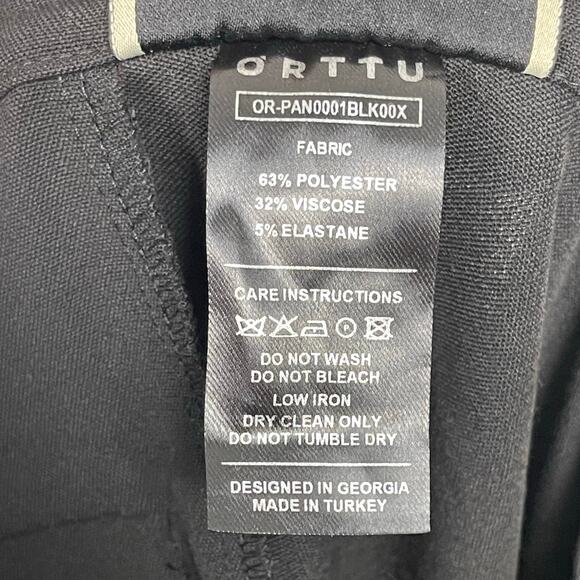 ORTTU
OR-PAN0001BLK00X
FABRIC
63% POLYESTER
32% VISCOSE
5% ELASTANE
CARE INSTRUCTIONS
P
DO NOT WASH
DO NOT BLEACH
LOW IRON
DRY CLEAN ONLY
DO NOT TUMBLE DRY
DESIGNED IN GEORGIA
MADE IN TURKEY